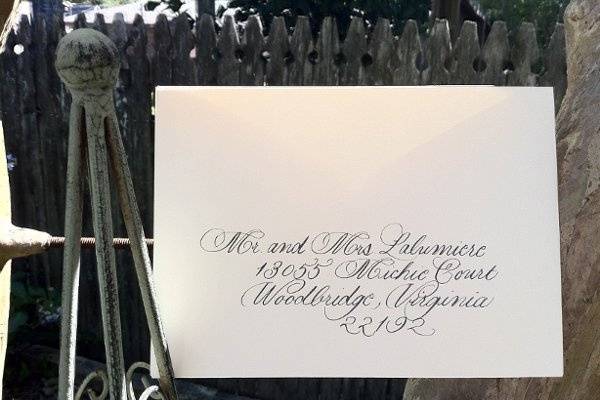 Mr. and Mrs Lalumiere
13055 Michie Court
Woodbridge, Virginia
22192